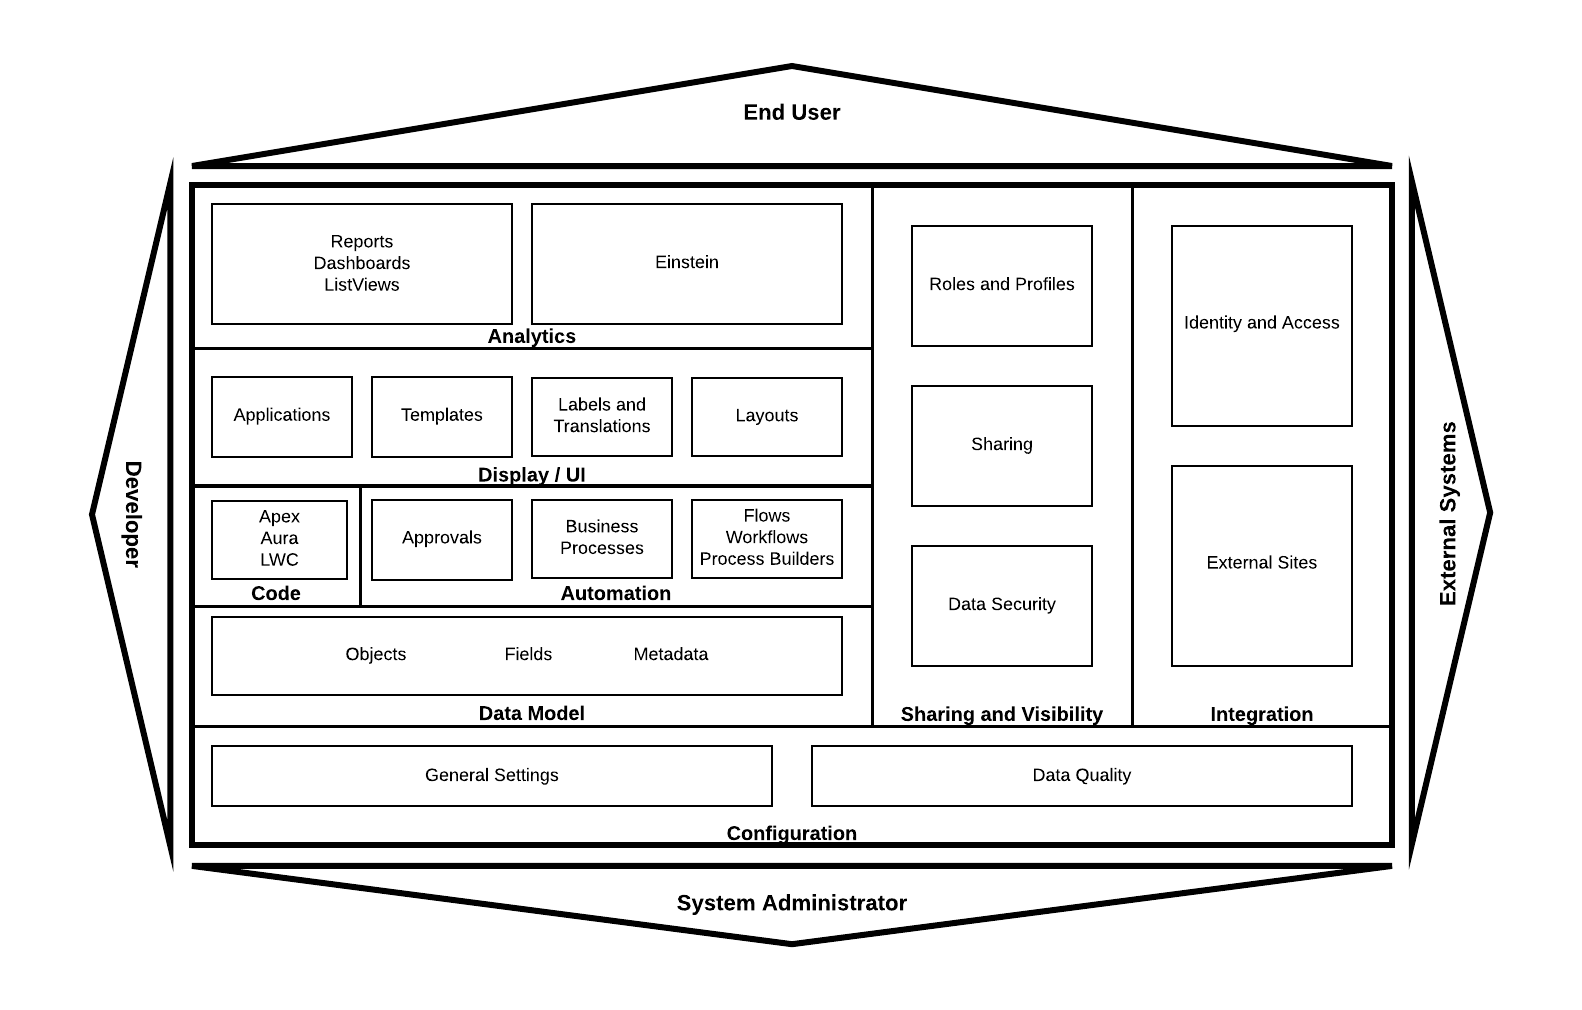 End User
Reports
Dashboards
ListViews
Einstein
Analytics
Applications
Templates
Labels and
Translations
Layouts
Display / UI
Apex
Aura
LWC
Code
Approvals
Business
Processes
Flows
Workflows
Process Builders
Automation
Objects
Fields
Metadata
Data Model
Roles and Profiles
Sharing
Data Security
Sharing and Visibility
Identity and Access
External Sites
Integration
General Settings
Data Quality
Configuration
Developer
External Systems
System Administrator